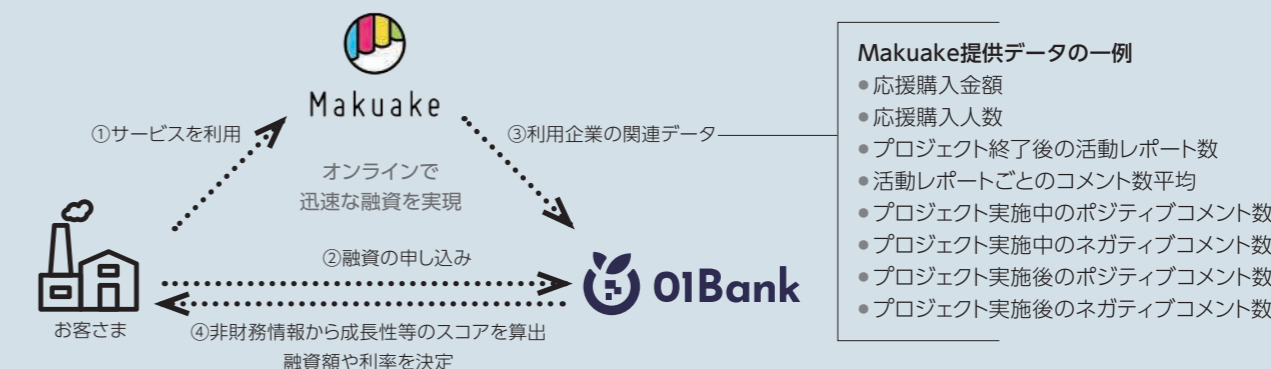 Makuake
①サービスを利用
③利用企業の関連データ
オンラインで
迅速な融資を実現
②融資の申し込み
01Bank
お客さま
④非財務情報から成長性等のスコアを算出
融資額や利率を決定
Makuake提供データの一例
●応援購入金額
●応援購入人数
●プロジェクト終了後の活動レポート数
●活動レポートごとのコメント数平均
●プロジェクト実施中のポジティブコメント数
●プロジェクト実施中のネガティブコメント数
●プロジェクト実施後のポジティブコメント数
●プロジェクト実施後のネガティブコメント数